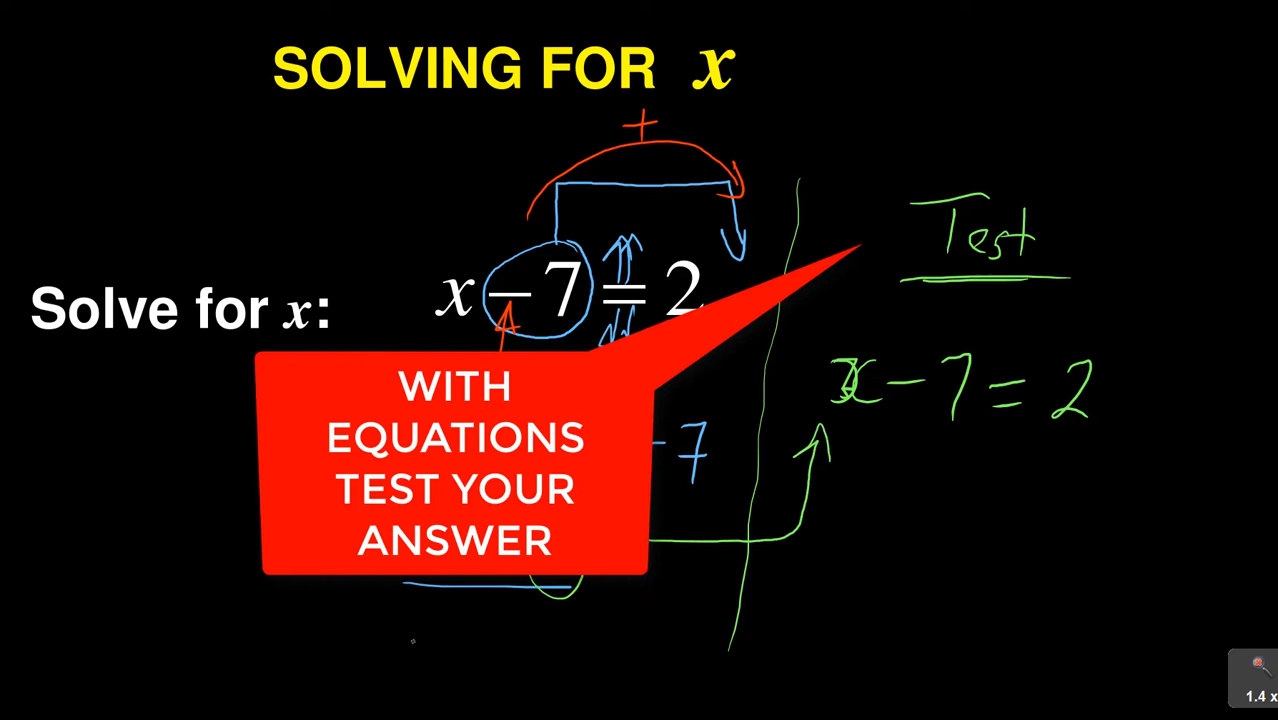 SOLVING FOR x
+
Solve for x:
x – 7 = 2
WITH
EQUATIONS
TEST YOUR
ANSWER
-7
Test
x - 7 = 2
1.4 x